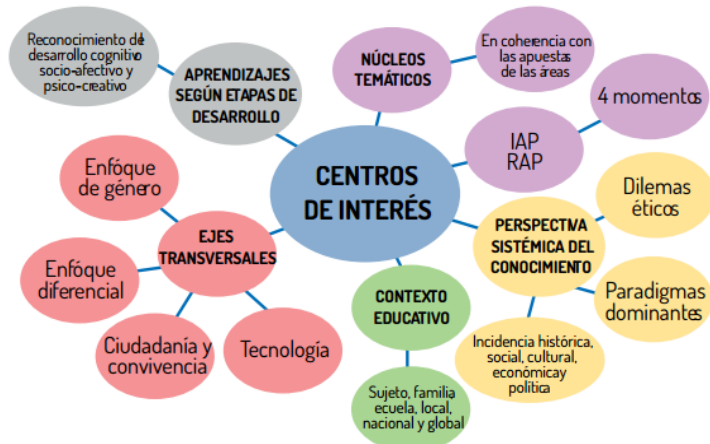 Reconocimiento del
desarrollo cognitivo
socio-afectivo y
psico-creativo
APRENDIZAJES
SEGÚN ETAPAS DE
DESARROLLO
NÚCLEOS
TEMÁTICOS
En coherencia con
las apuestas
de las áreas
4 momentos
IAP
RAP
CENTROS
DE INTERÉS
Enfoque
de género
EJES
TRANSVERSALES
Enfoque
diferencial
Ciudadanía y
convivencia
Tecnología
CONTEXTO
EDUCATIVO
Sujeto, familia
ecuela, local,
nacional y global
PERSPECTIVA
SISTÉMICA DEL
CONOCIMIENTO
Dilemas
éticos
Paradigmas
dominantes
Incidencia histórica,
social, cultural,
económica y
política